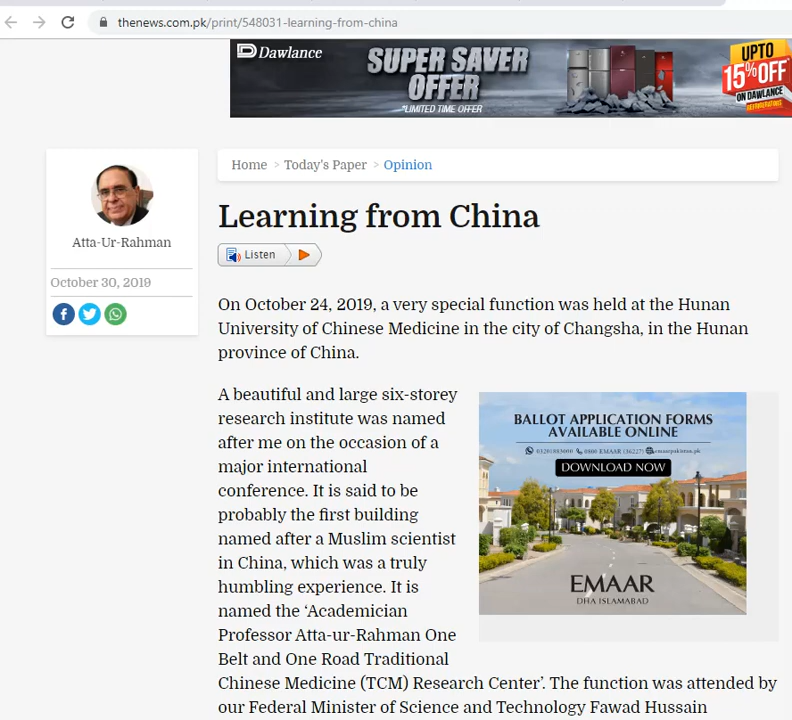 thenews.com.pk/print/548031-learning-from-china
Dawlance
SUPER SAVER
OFFER
*LIMITED TIME OFFER
UPTO
15% OFF
ON DAWLANCE
REFRIGERATORS
Home > Today's Paper > Opinion
Atta-Ur-Rahman
October 30, 2019
Learning from China
Listen
On October 24, 2019, a very special function was held at the Hunan
University of Chinese Medicine in the city of Changsha, in the Hunan
province of China.
A beautiful and large six-storey
research institute was named
after me on the occasion of a
major international
conference. It is said to be
probably the first building
named after a Muslim scientist
in China, which was a truly
humbling experience. It is
named the ‘Academician
Professor Atta-ur-Rahman One
Belt and One Road Traditional
Chinese Medicine (TCM) Research Center’. The function was attended by
our Federal Minister of Science and Technology Fawad Hussain
BALLOT APPLICATION FORMS
AVAILABLE ONLINE
DOWNLOAD NOW
EMAAR
DHA ISLAMABAD